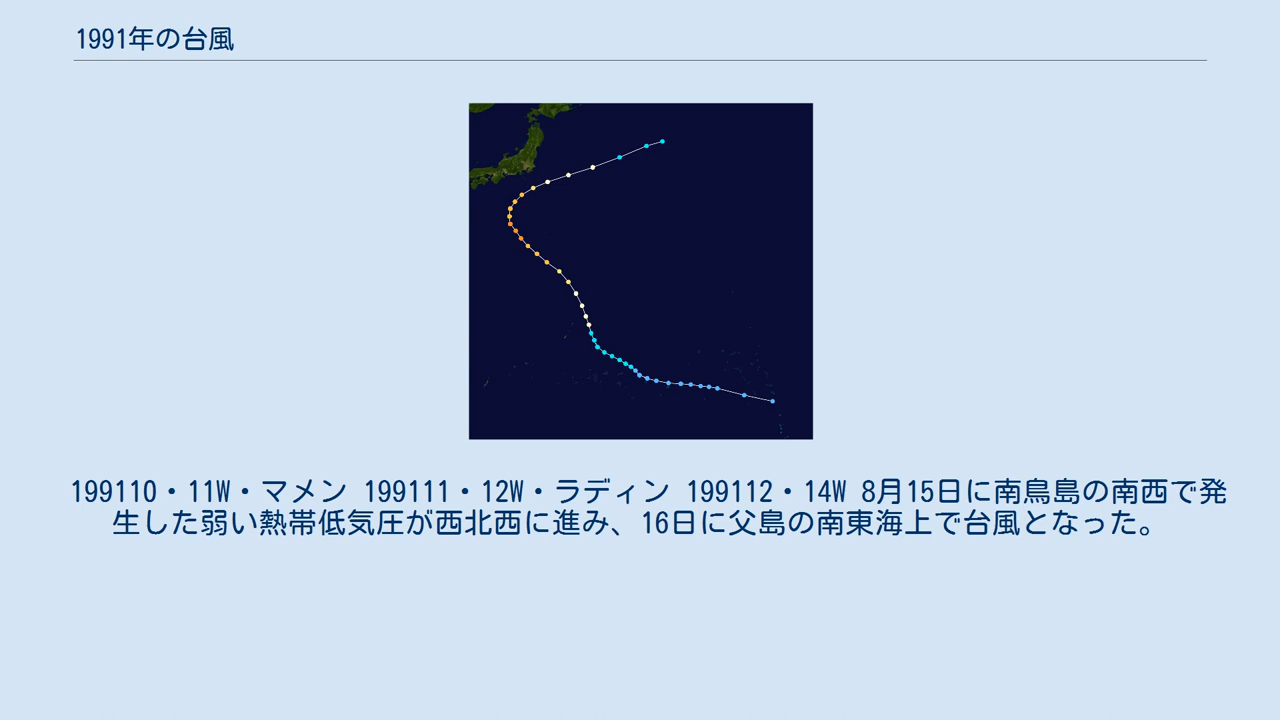 1991年の台風
199110・11W・マメン 199111・12W・ラディン 199112・14W 8月15日に南鳥島の南西で発
生した弱い熱帯低気圧が西北西に進み、16日に父島の南東海上で台風となった。